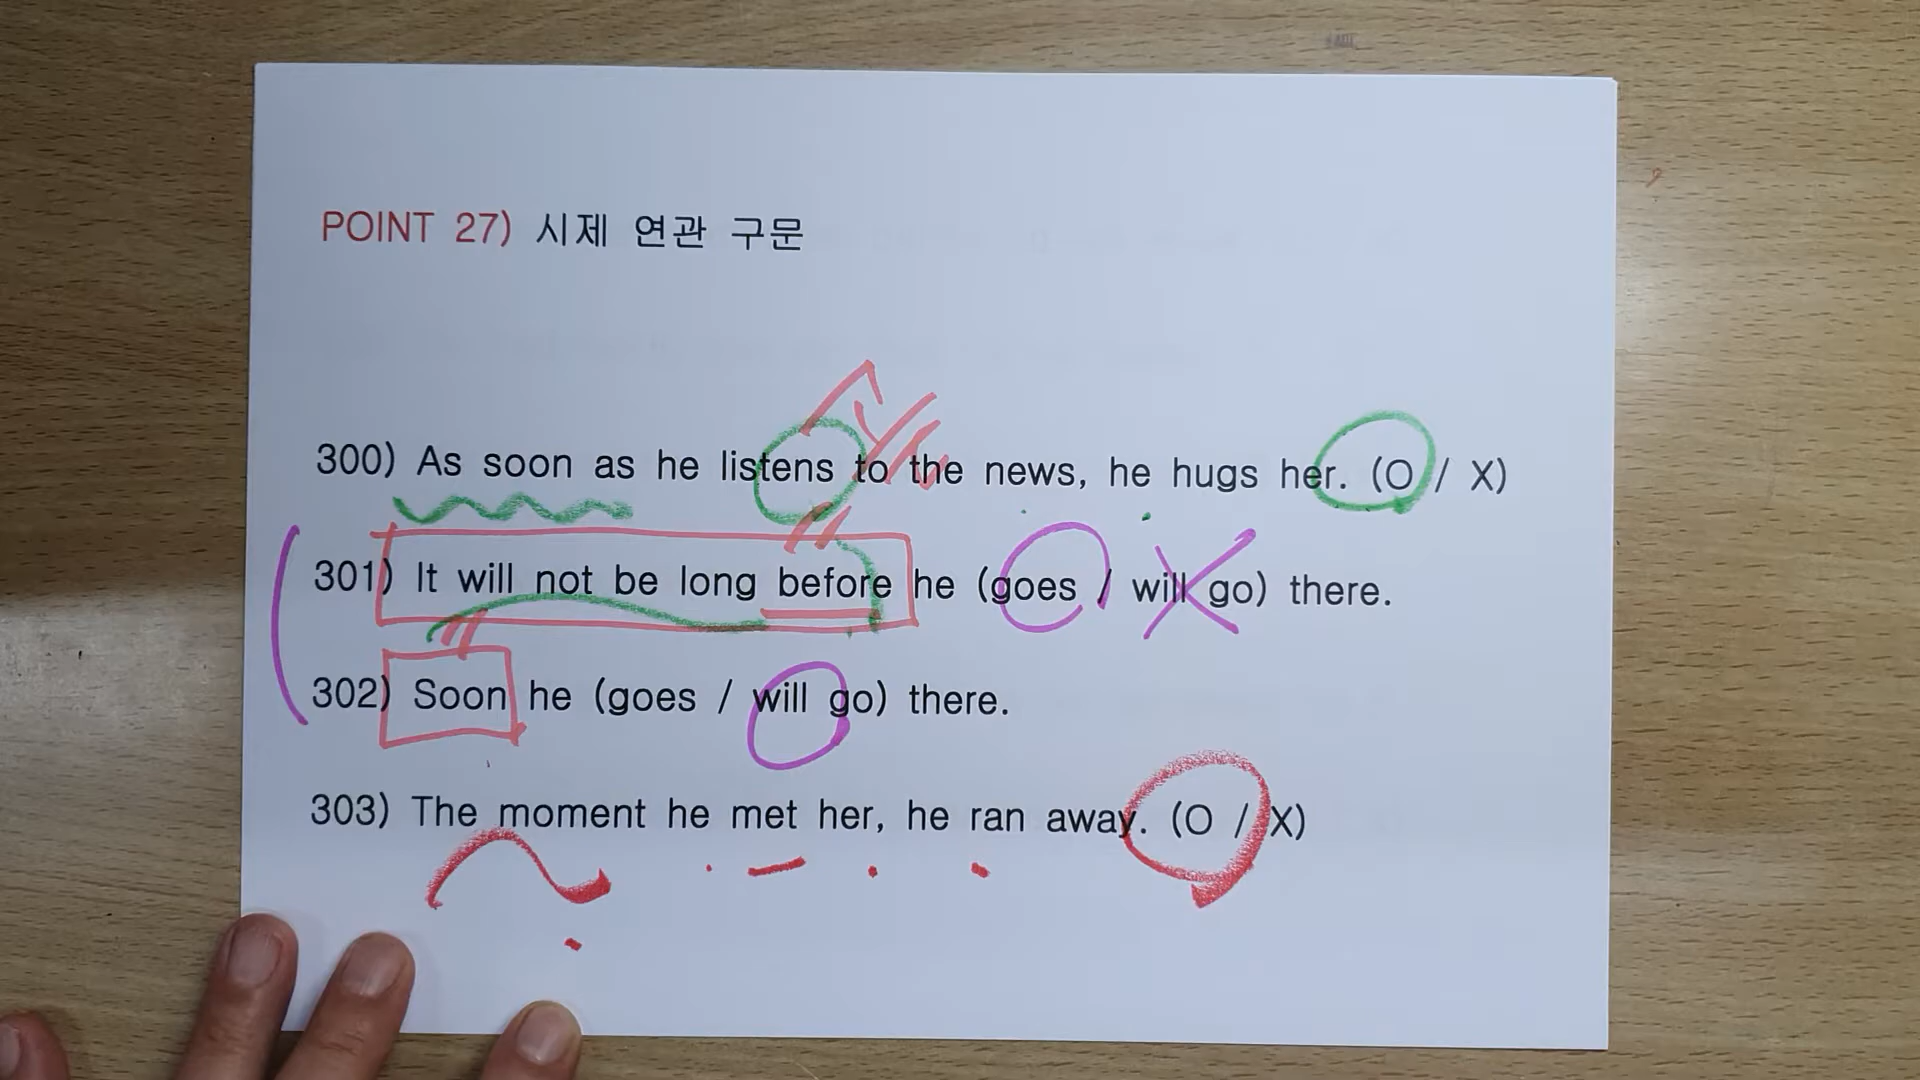 POINT 27) 시제 연관 구문
300) As soon as he listens to the news, he hugs her. (O / X)
301) It will not be long before he (goes / will go) there.
302) Soon he (goes / will go) there.
303) The moment he met her, he ran away. (O / X)